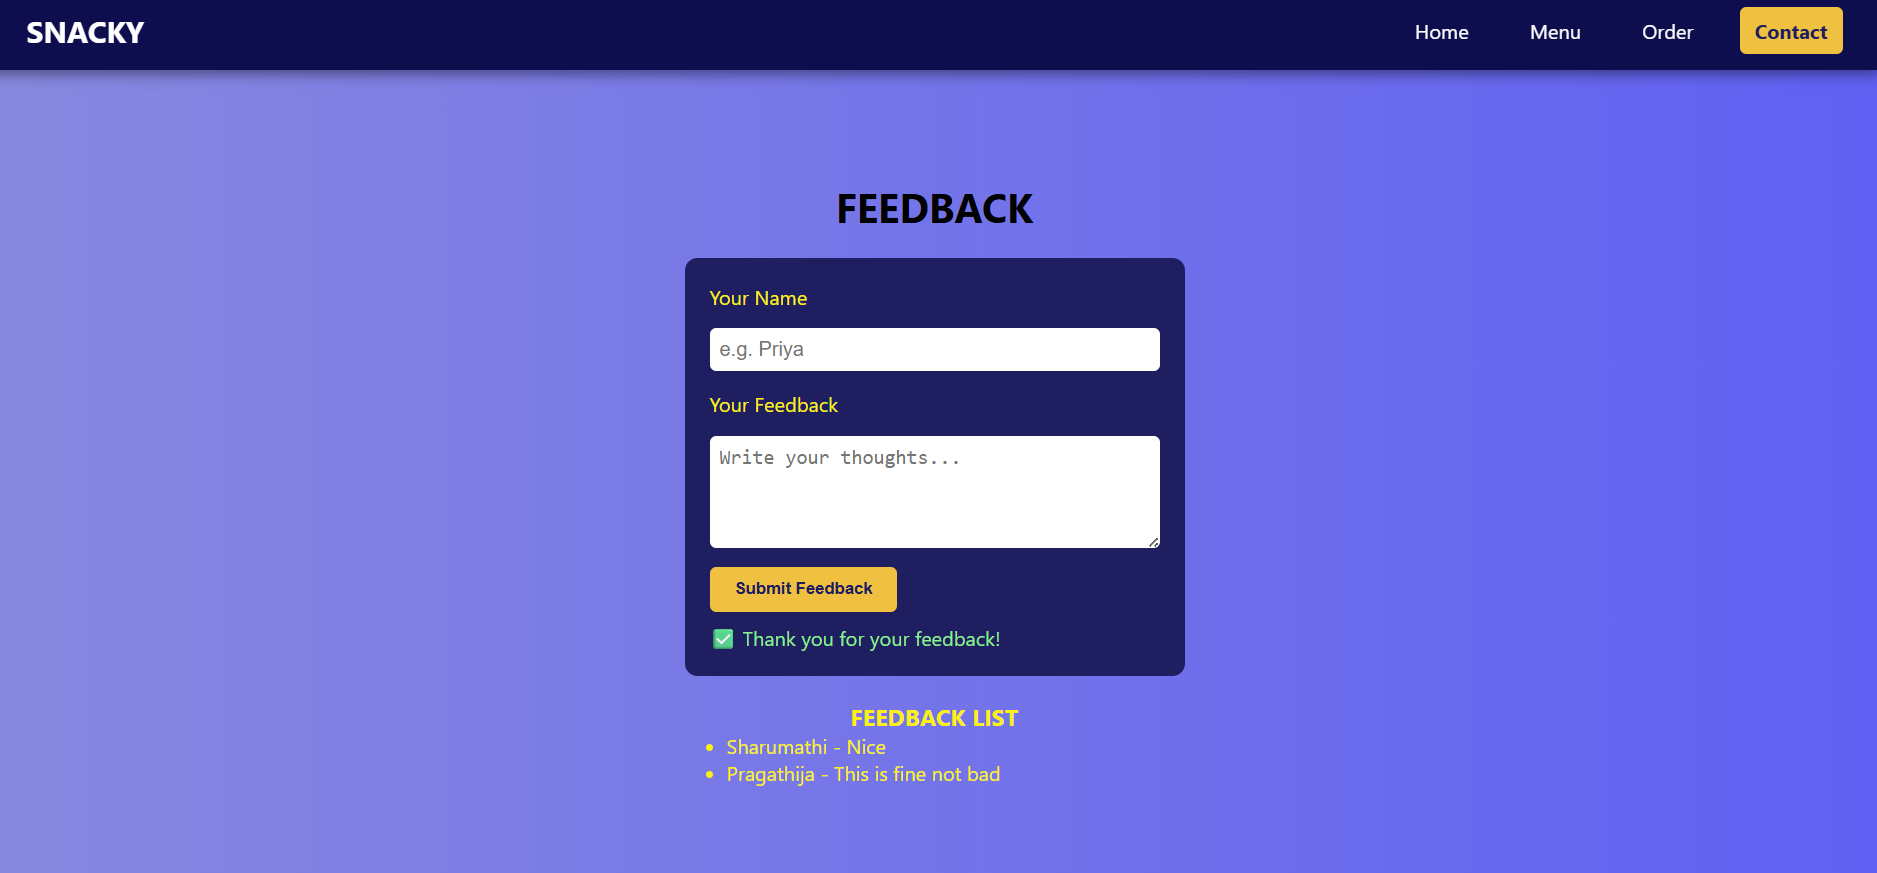 SNACKY
Home Menu Order Contact
FEEDBACK
Your Name
e.g. Priya
Your Feedback
Write your thoughts...
Submit Feedback
✅ Thank you for your feedback!
FEEDBACK LIST
• Sharumathi - Nice
• Pragathija - This is fine not bad